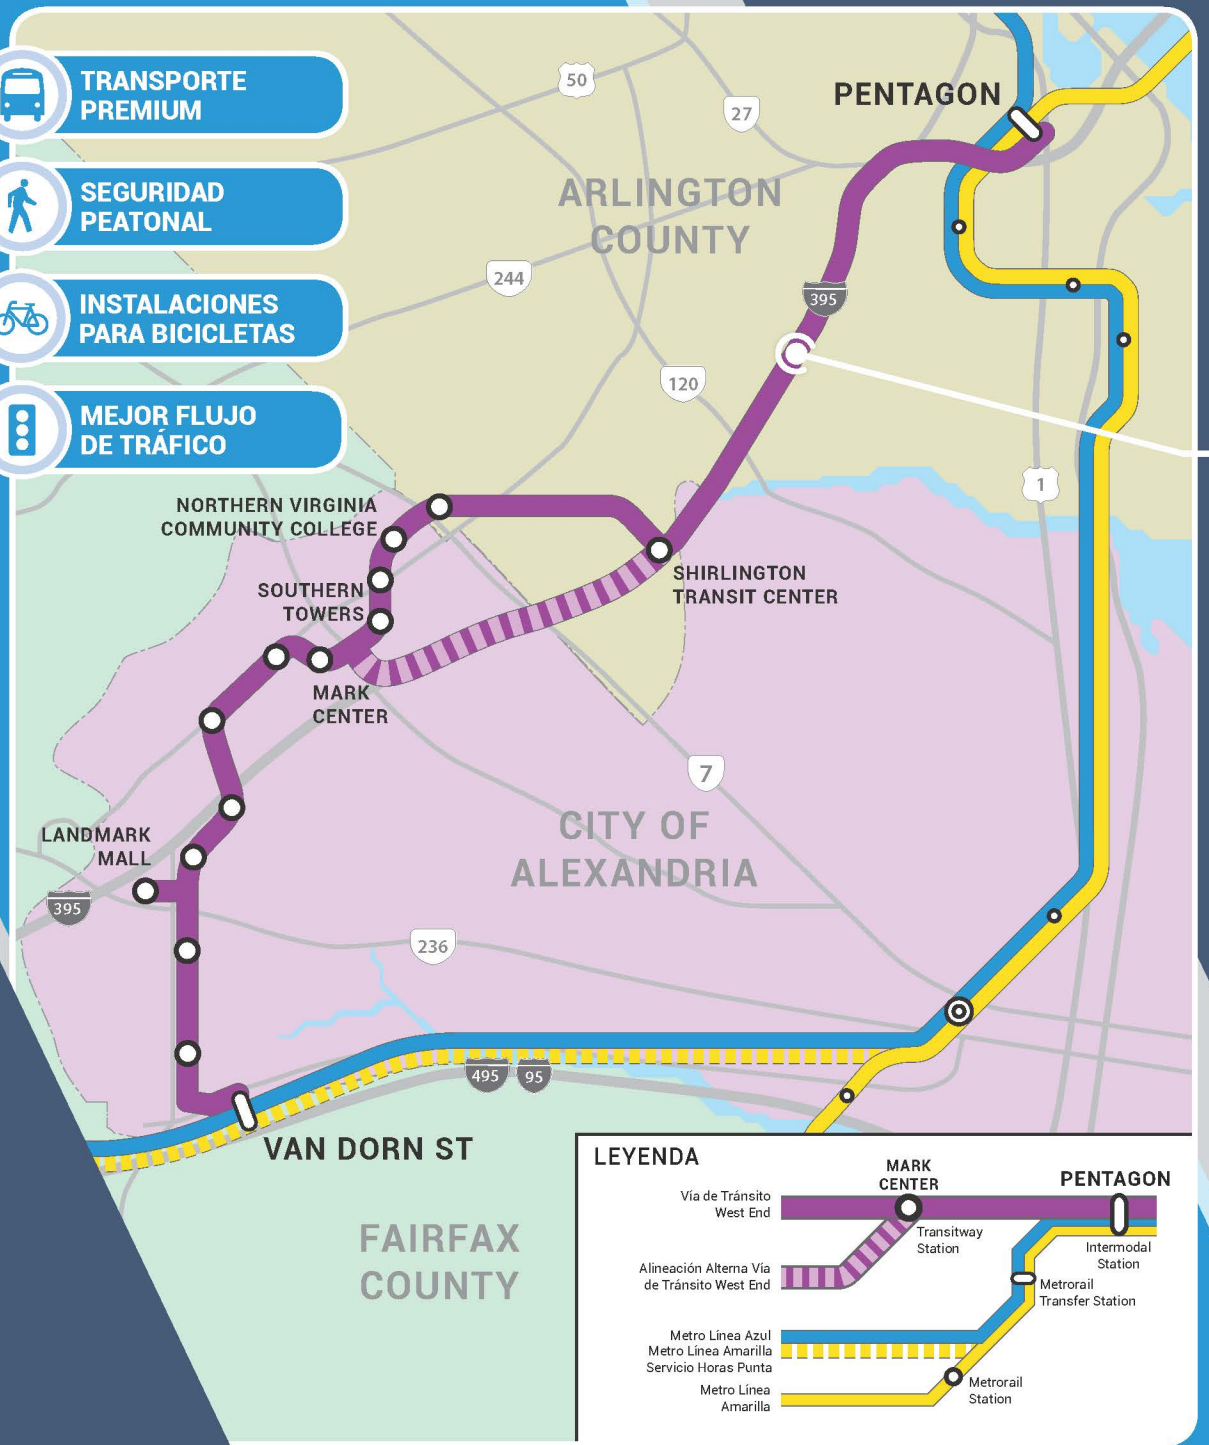 TRANSPORTE
PREMIUM
SEGURIDAD
PEATONAL
INSTALACIONES
PARA BICICLETAS
MEJOR FLUJO
DE TRÁFICO
50
27
PENTAGON
ARLINGTON
COUNTY
244
395
120
1
NORTHERN VIRGINIA
COMMUNITY COLLEGE
SOUTHERN
TOWERS
SHIRLINGTON
TRANSIT CENTER
MARK
CENTER
7
CITY OF
ALEXANDRIA
LANDMARK
MALL
395
236
495
95
VAN DORN ST
FAIRFAX
COUNTY
LEYENDA
MARK
CENTER
PENTAGON
Vía de Tránsito
West End
Transitway
Station
Intermodal
Station
Alineación Alterna Vía
de Tránsito West End
Metrorail
Transfer Station
Metro Línea Azul
Metro Línea Amarilla
Servicio Horas Punta
Metro Línea
Amarilla
Metrorail
Station